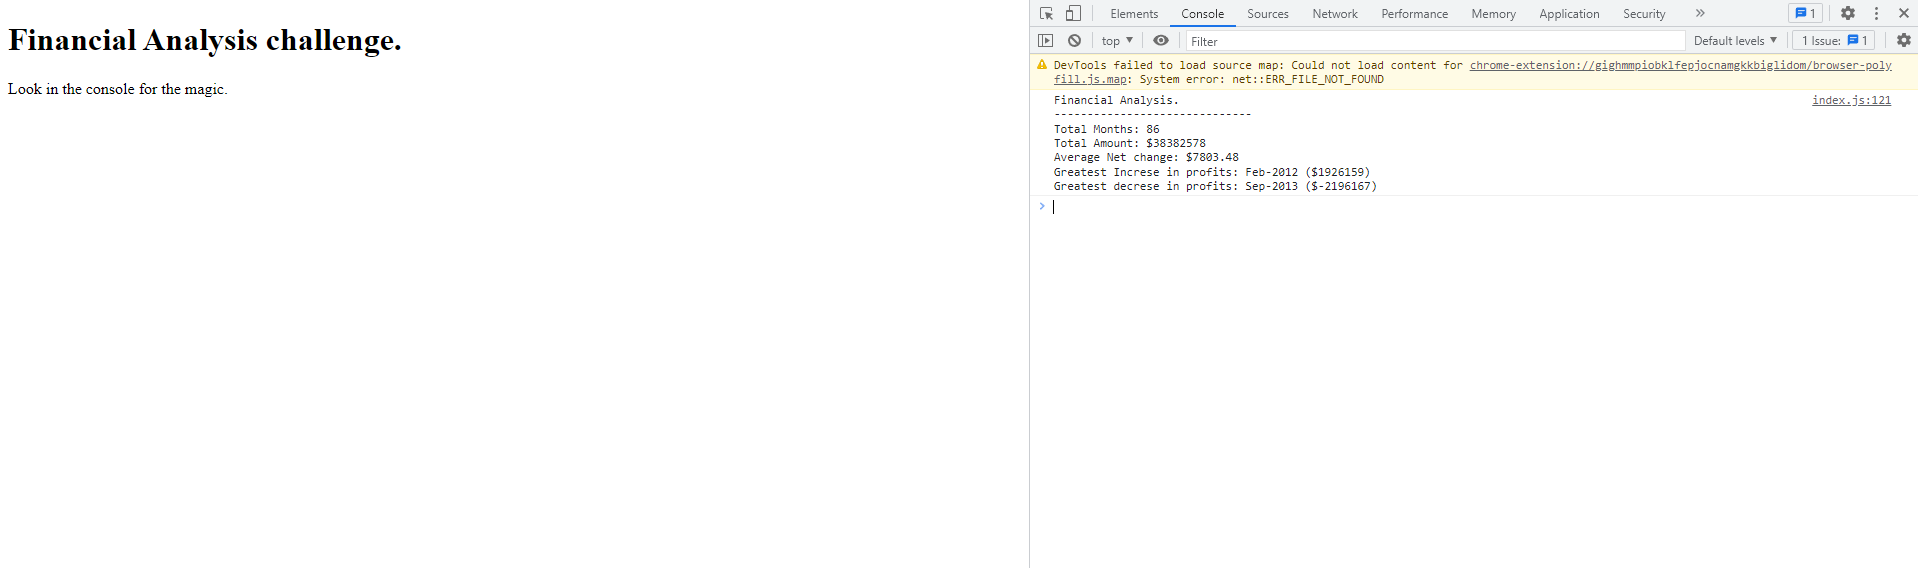 Financial Analysis challenge.
Look in the console for the magic.
Elements Console Sources Network Performance Memory Application Security » 1
top ▼ Filter Default levels ▼ 1 Issue: 1
DevTools failed to load source map: Could not load content for chrome-extension://gighmmpiobklfepjocnamgkkbiglidom/browser-poly
fill.js.map: System error: net::ERR_FILE_NOT_FOUND
Financial Analysis. index.js:121
------------------------------
Total Months: 86
Total Amount: $38382578
Average Net change: $7803.48
Greatest Increse in profits: Feb-2012 ($1926159)
Greatest decrese in profits: Sep-2013 ($-2196167)
>